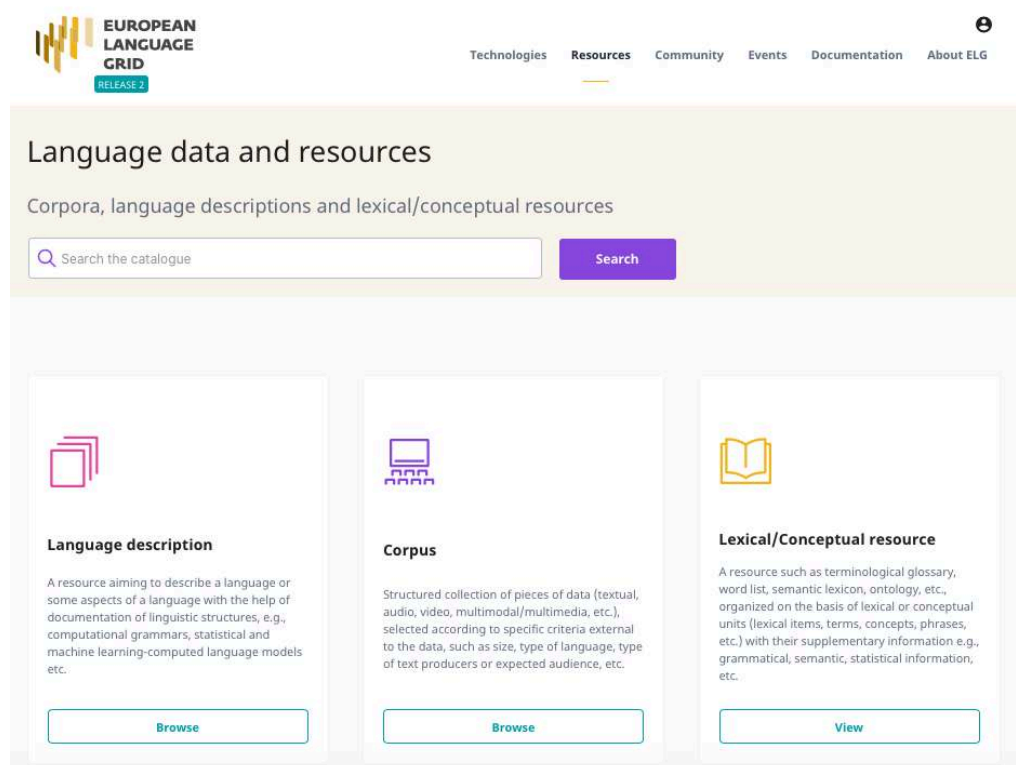 EUROPEAN
LANGUAGE
GRID
RELEASE 2
Technologies Resources Community Events Documentation About ELG
Language data and resources
Corpora, language descriptions and lexical/conceptual resources
Search the catalogue
Search
Language description
A resource aiming to describe a language or
some aspects of a language with the help of
documentation of linguistic structures, e.g.,
computational grammars, statistical and
machine learning-computed language models
etc.
Browse
Corpus
Structured collection of pieces of data (textual,
audio, video, multimodal/multimedia, etc.),
selected according to specific criteria external
to the data, such as size, type of language, type
of text producers or expected audience, etc.
Browse
Lexical/Conceptual resource
A resource such as terminological glossary,
word list, semantic lexicon, ontology, etc.,
organized on the basis of lexical or conceptual
units (lexical items, terms, concepts, phrases,
etc.) with their supplementary information e.g.,
grammatical, semantic, statistical information,
etc.
View